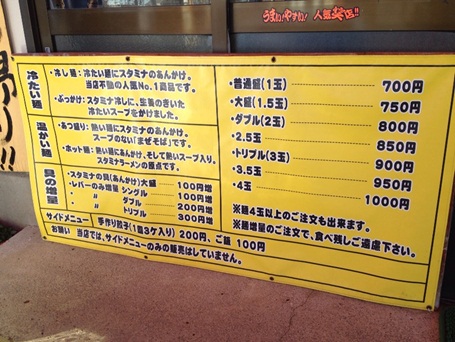 うまい!やすい!人気店!!
冷たい麺
・冷し麺:冷たい麺にスタミナのあんかけ。
当店不動の人気No.1商品です。
・ぶっかけ:スタミナ冷しに、生姜のきいた
冷たいスープをかけました。
温かい麺
・あつ盛り:熱い麺にスタミナのあんかけ。
スープのない「まぜそば」です。
・ホット麺:熱い麺にあんかけ、そして熱いスープ入り。
スタミナラーメンの原点です。
具の増量
・スタミナの具(あんかけ)大盛 100円増
・レバーのみ増量 シングル 100円増
・ 〃 ダブル 200円増
・ 〃 トリプル 300円増
サイドメニュー 手作り餃子(1皿3ケ入り) 200円、ご飯 100円
お願い 当店では、サイドメニューのみの販売はしていません。
・普通盛(1玉) 700円
・大盛(1.5玉) 750円
・ダブル(2玉) 800円
・2.5玉 850円
・トリプル(3玉) 900円
・3.5玉 950円
・4玉 1000円
※麺4玉以上のご注文も出来ます。
※麺増量のご注文で、食べ残しご遠慮下さい。